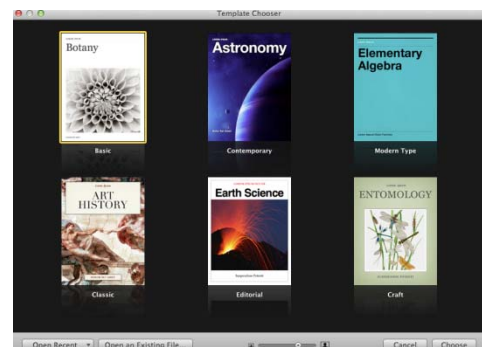 Template Chooser
Botany
Astronomy
Elementary
Algebra
Basic
Contemporary
Modern Type
ART
HISTORY
Earth Science
ENTOMOLOGY
Classic
Editorial
Craft
Open Recent
Open an Existing File...
Cancel
Choose